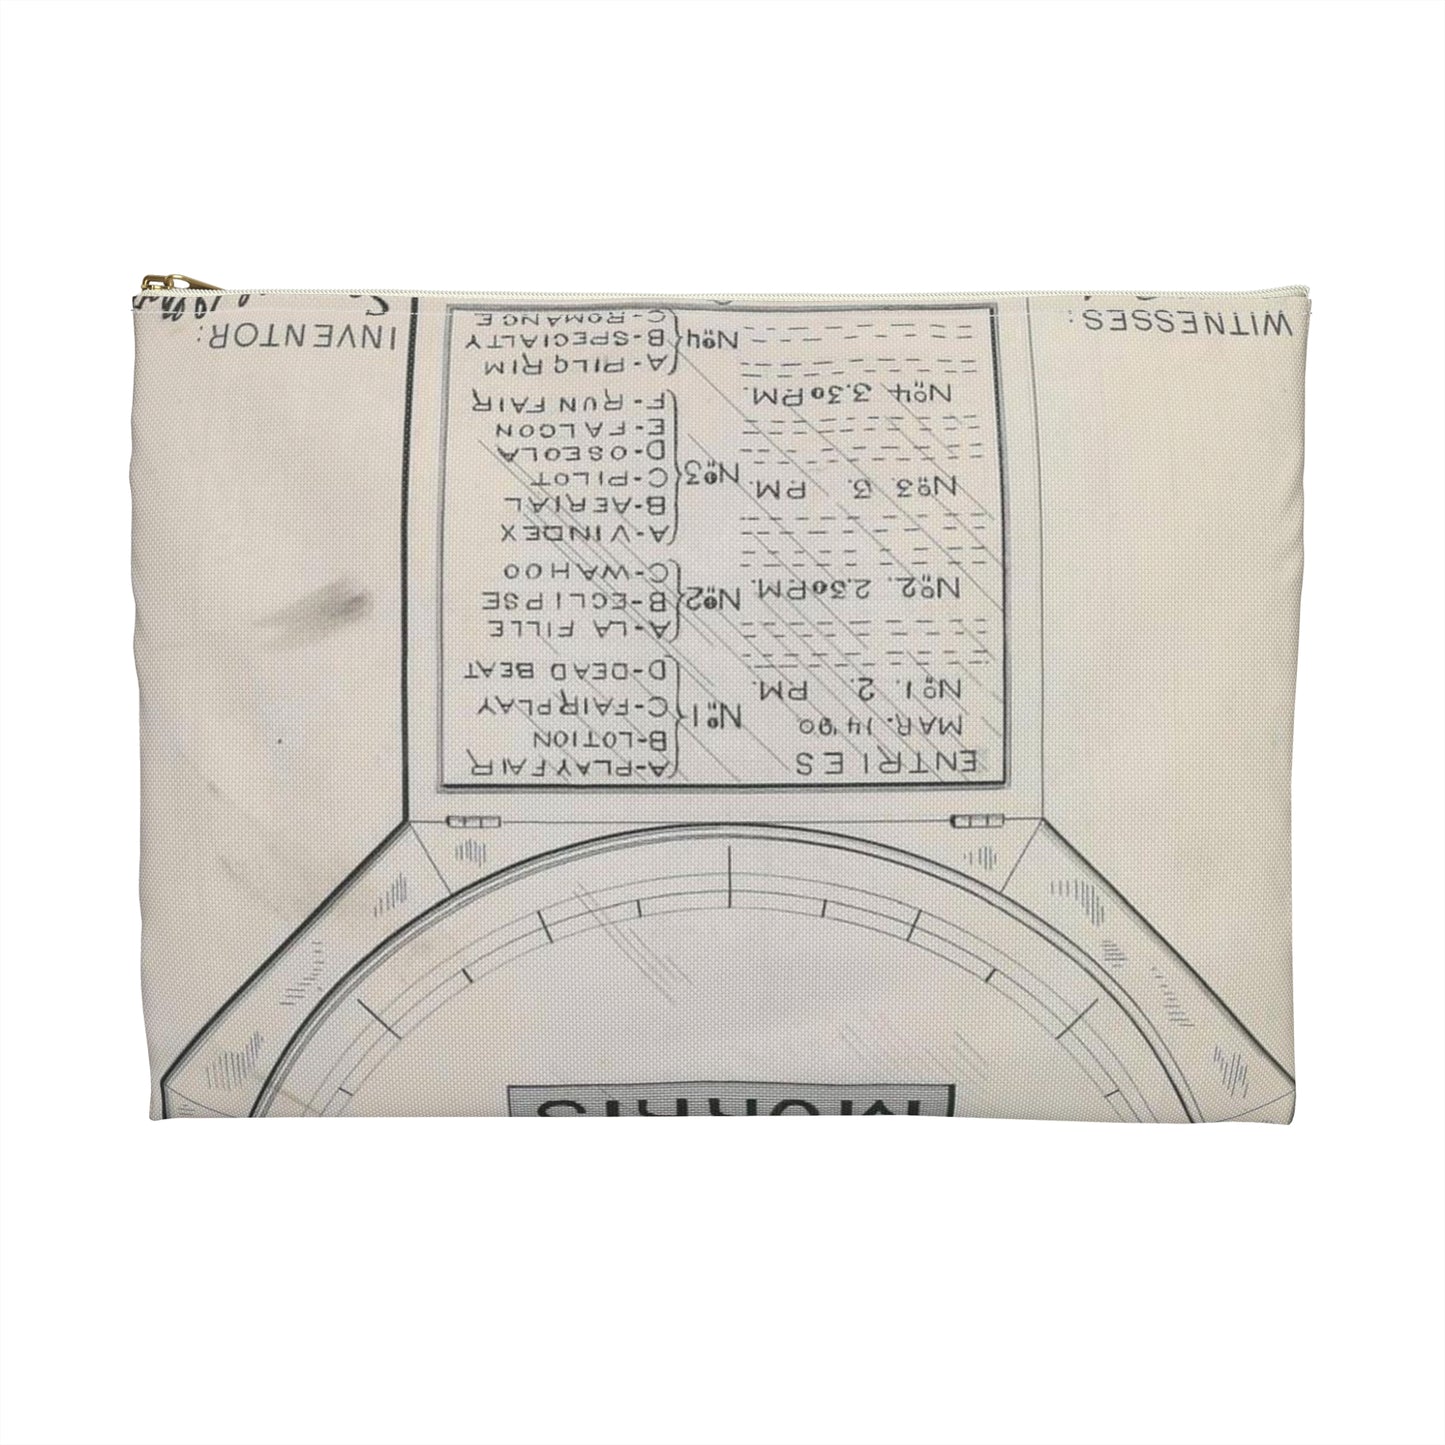 MORRIS
ENTRIES
MAR. 14 '90
Nº1. 2. P.M.
Nº2. 2.30 P.M.
Nº3. 3. P.M.
Nº4 3.30 P.M.
Nº1
A-PLAYFAIR
B-LOTION
C-FAIRPLAY
D-DEAD BEAT
Nº2
A-LA FILLE
B-ECLIPSE
C-WAHOO
Nº3
A-VINDEX
B-AERIAL
C-PILOT
D-OSEOLA
E-FALCON
F-RUN FAIR
Nº4
A-PILGRIM
B-SPECIALTY
C-ROMANCE
WITNESSES:
INVENTOR: